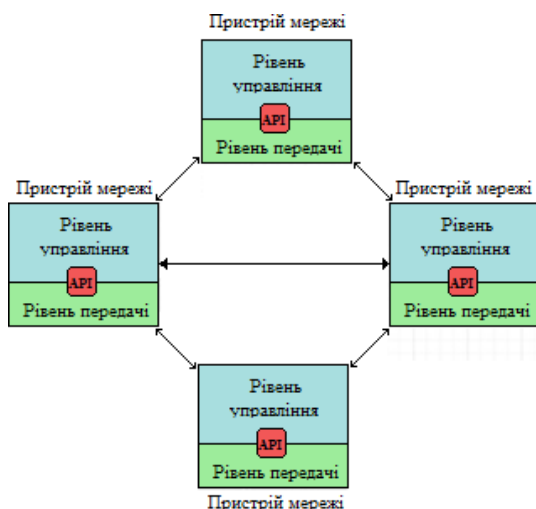 Пристрій мережі
Рівень
управління
API
Рівень передачі
Пристрій мережі
Рівень
управління
API
Рівень передачі
Пристрій мережі
Рівень
управління
API
Рівень передачі
Рівень
управління
API
Рівень передачі
Пристрій мережі